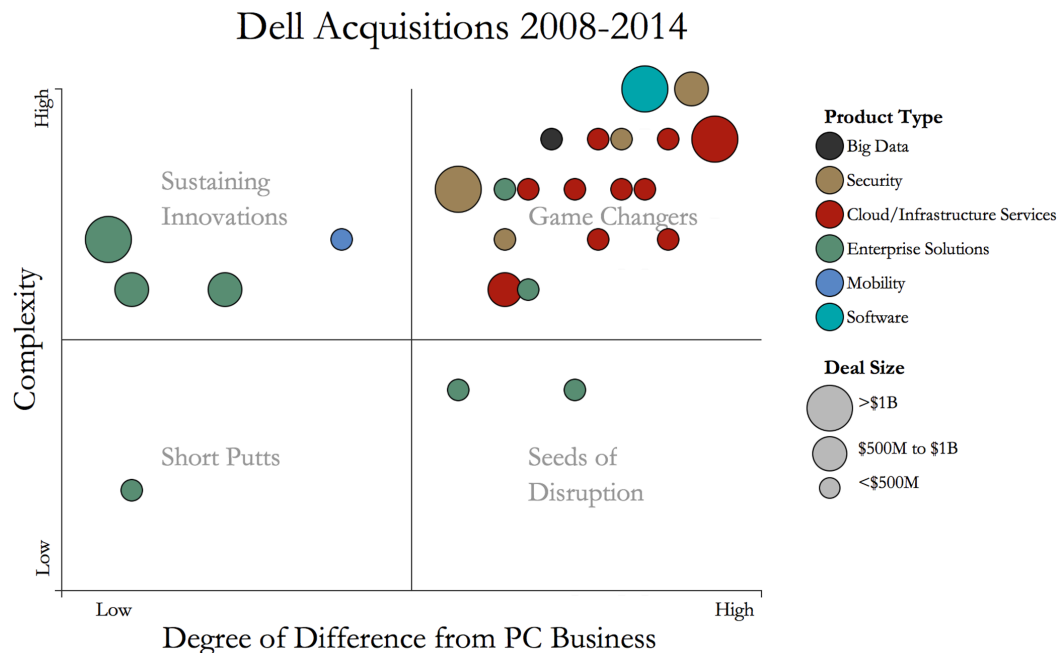 Dell Acquisitions 2008-2014
High
Complexity
Low
Sustaining
Innovations
Game Changers
Short Putts
Seeds of
Disruption
Low
High
Degree of Difference from PC Business
Product Type
Big Data
Security
Cloud/Infrastructure Services
Enterprise Solutions
Mobility
Software
Deal Size
>$1B
$500M to $1B
<$500M